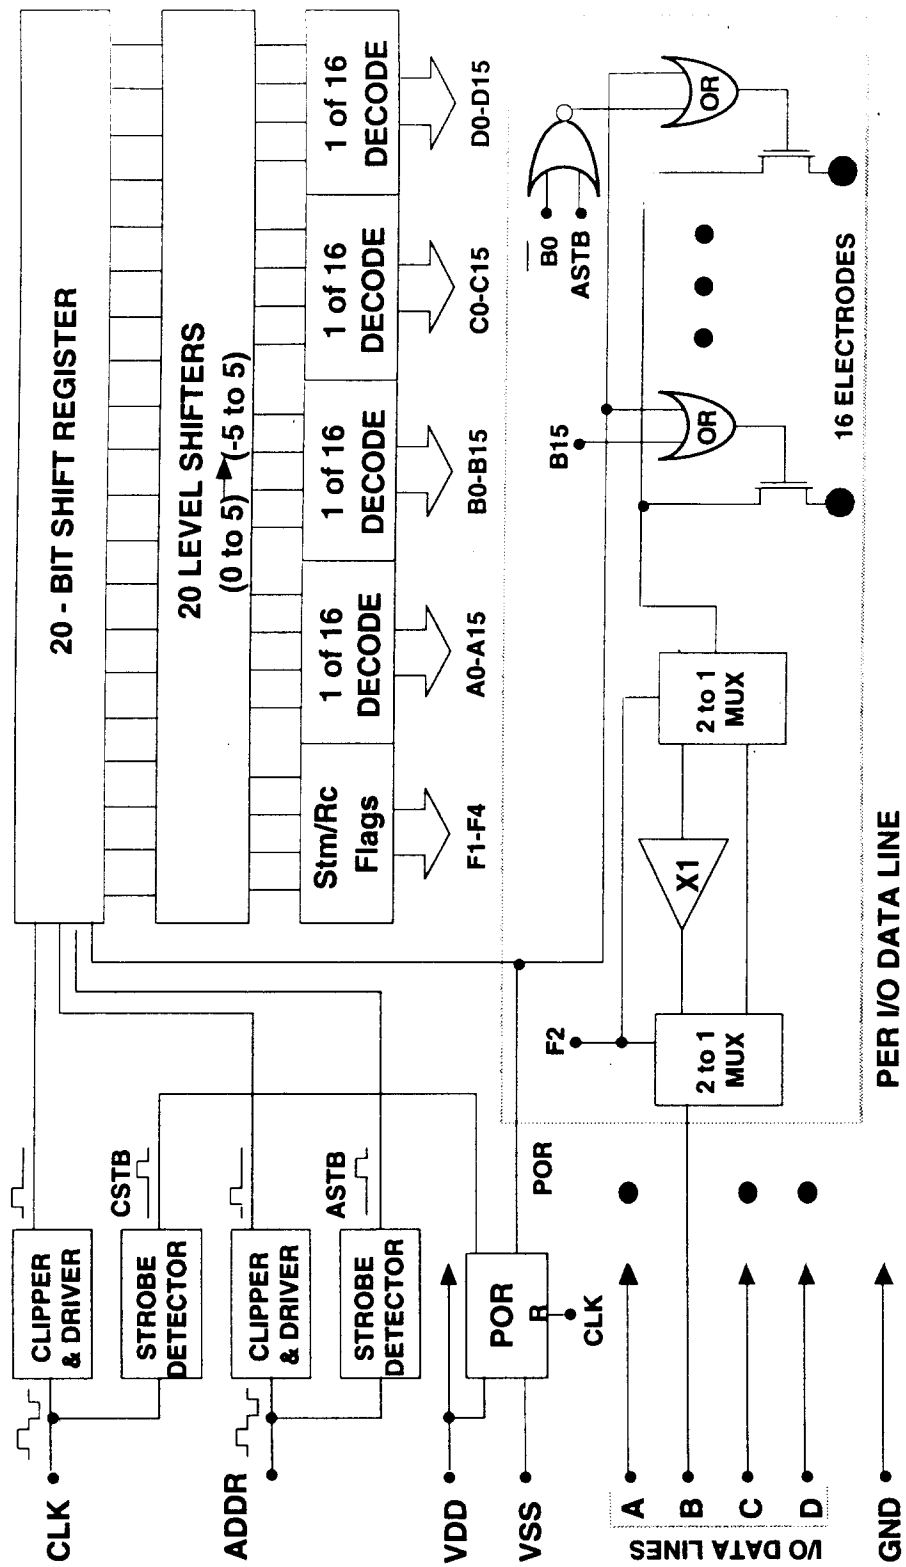 CLK
ADDR
VDD
VSS
I/O DATA LINES
A
B
C
D
GND
CLIPPER
& DRIVER
STROBE
DETECTOR
CLIPPER
& DRIVER
STROBE
DETECTOR
CSTB
ASTB
POR
R
CLK
POR
20 - BIT SHIFT REGISTER
20 LEVEL SHIFTERS
(0 to 5) (-5 to 5)
Stm/Rc
Flags
1 of 16
DECODE
1 of 16
DECODE
1 of 16
DECODE
1 of 16
DECODE
F1-F4
A0-A15
B0-B15
C0-C15
D0-D15
F2
2 to 1
MUX
X1
2 to 1
MUX
B15
OR
B0
ASTB
OR
16 ELECTRODES
PER I/O DATA LINE